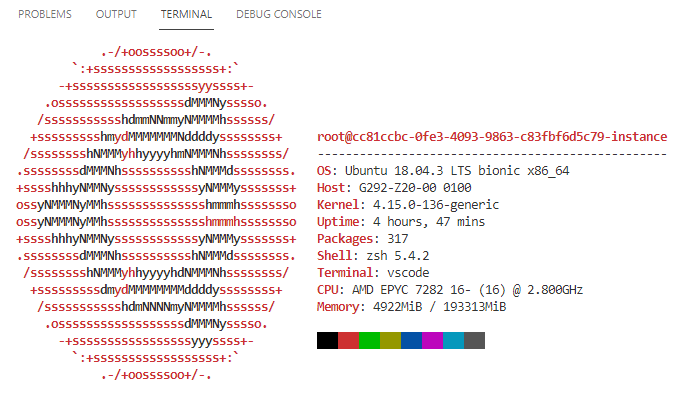 PROBLEMS OUTPUT TERMINAL DEBUG CONSOLE
.-/+oossssoo+/-.
`:+ssssssssssssssssss+:`
-+ssssssssssssssssssyyssss+-
.ossssssssssssssssssdMMMNysssso.
/ssssssssssshdmmNNmmyNMMMMhssssss/
+ssssssssshmydMMMMMMMNddddyssssssss+
/sssssssshNMMMyhhyyyyhmNMMMNhssssssss/
.ssssssssdMMMNhsssssssssshNMMMdssssssss.
+sssshhhyNMMNyssssssssssssyNMMMysssssss+
ossyNMMMNyMMhsssssssssssssshmmmhssssssso
ossyNMMMNyMMhsssssssssssssshmmmhssssssso
+sssshhhyNMMNyssssssssssssyNMMMysssssss+
.ssssssssdMMMNhsssssssssshNMMMdssssssss.
/sssssssshNMMMyhhyyyyhdNMMMNhssssssss/
+sssssssssdmydMMMMMMMMddddyssssssss+
/ssssssssssshdmNNNNmyNMMMMhssssss/
.ossssssssssssssssssdMMMNysssso.
-+sssssssssssssssssyyyssss+-
`:+ssssssssssssssssss+:`
.-/+oossssoo+/-.
root@cc81ccbc-0fe3-4093-9863-c83fbf6d5c79-instance
--------------------------------------------------
OS: Ubuntu 18.04.3 LTS bionic x86_64
Host: G292-Z20-00 0100
Kernel: 4.15.0-136-generic
Uptime: 4 hours, 47 mins
Packages: 317
Shell: zsh 5.4.2
Terminal: vscode
CPU: AMD EPYC 7282 16- (16) @ 2.800GHz
Memory: 4922MiB / 193313MiB